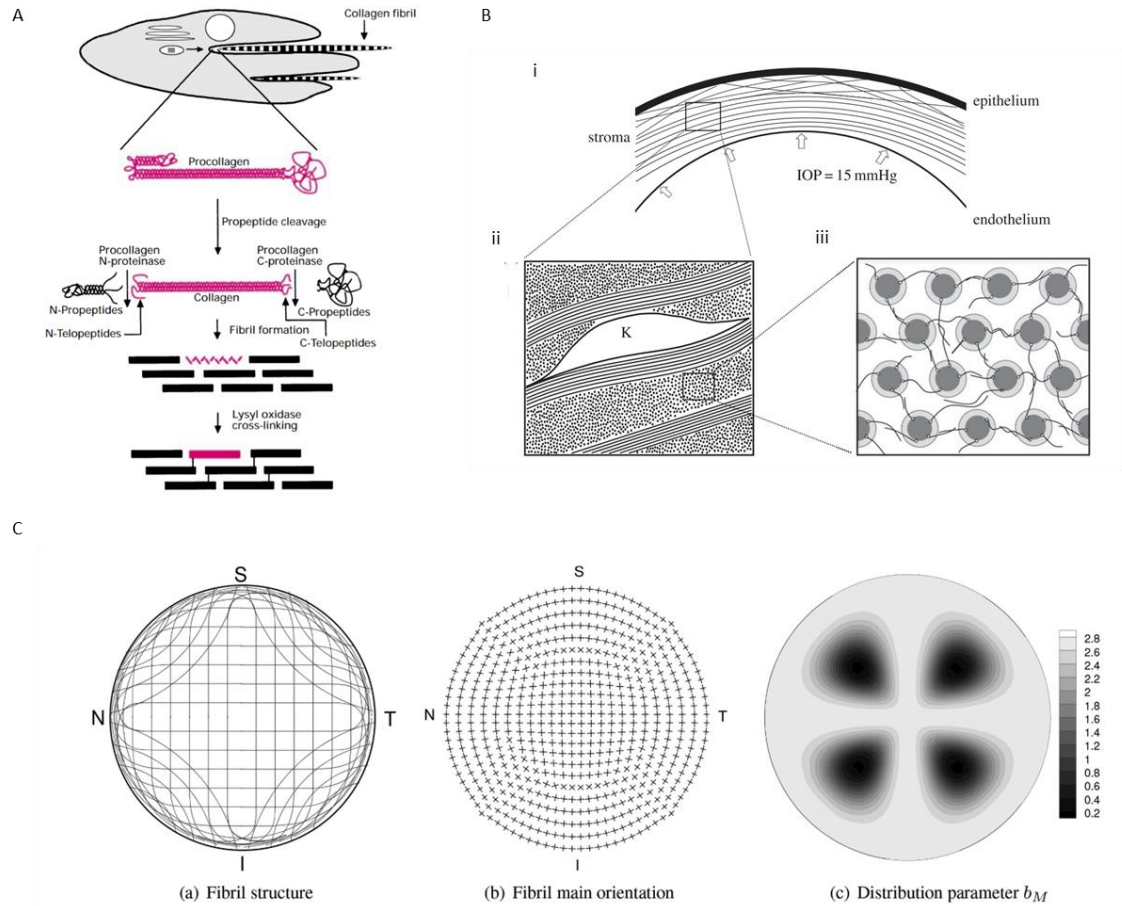 A
Collagen fibril
Procollagen
Propeptide cleavage
Procollagen
N-proteinase
Procollagen
C-proteinase
N-Propeptides
Collagen
C-Propeptides
N-Telopeptides
Fibril formation
C-Telopeptides
Lysyl oxidase
cross-linking
B
i
epithelium
stroma
IOP = 15 mmHg
endothelium
ii
K
iii
C
S
N
T
I
(a) Fibril structure
S
N
T
I
(b) Fibril main orientation
2.8
2.6
2.4
2.2
2
1.8
1.6
1.4
1.2
1
0.8
0.6
0.4
0.2
(c) Distribution parameter bM